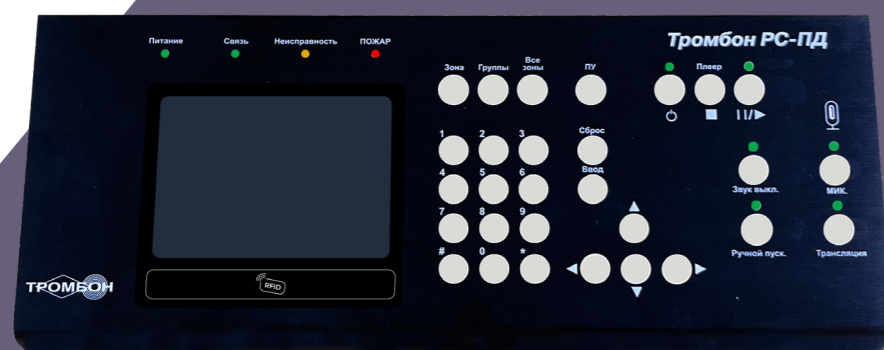 Тромбон РС-ПД
Питание
Связь
Неисправность
ПОЖАР
Зона
Группы
Все
зоны
ПУ
Плеер
1
2
3
Сброс
4
5
6
Ввод
Звук выкл.
МИК.
7
8
9
#
0
*
Ручной пуск.
Трансляция
ТРОМБОН
RFID